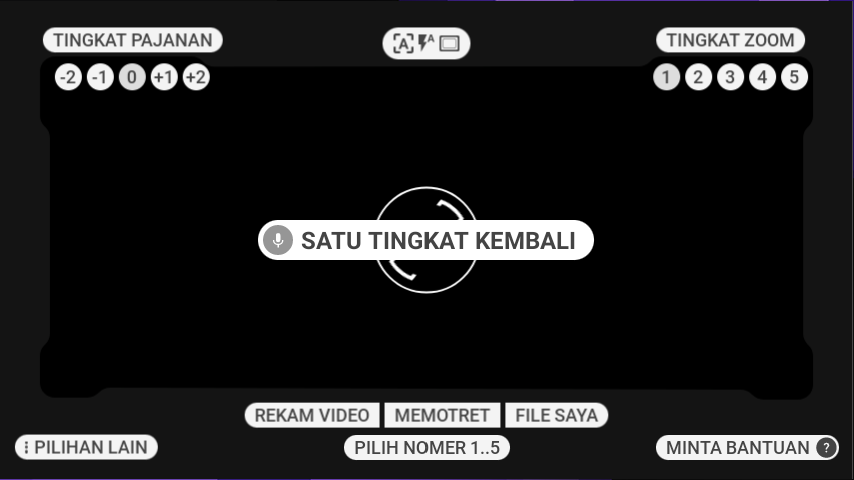 TINGKAT PAJANAN
A
A
TINGKAT ZOOM
-2 -1 0 +1 +2
1 2 3 4 5
SATU TINGKAT KEMBALI
REKAM VIDEO
MEMOTRET
FILE SAYA
PILIHAN LAIN
PILIH NOMER 1..5
MINTA BANTUAN ?